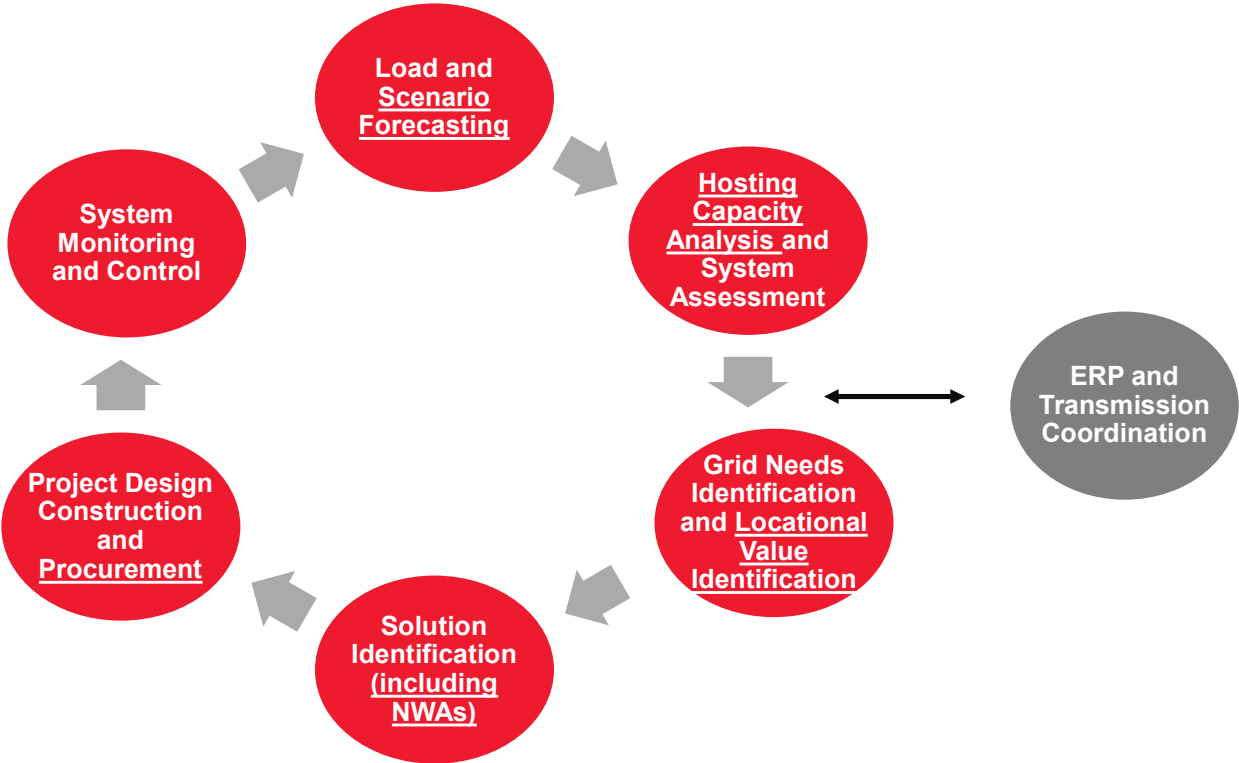 Load and
Scenario
Forecasting
Hosting
Capacity
Analysis and
System
Assessment
ERP and
Transmission
Coordination
Grid Needs
Identification
and Locational
Value
Identification
Solution
Identification
(including
NWAs)
Project Design
Construction
and
Procurement
System
Monitoring
and Control